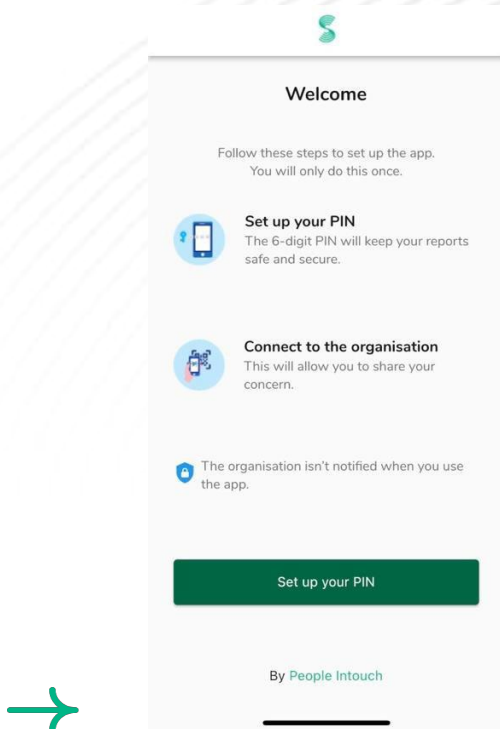 Welcome
Follow these steps to set up the app.
You will only do this once.
Set up your PIN
The 6-digit PIN will keep your reports
safe and secure.
Connect to the organisation
This will allow you to share your
concern.
The organisation isn't notified when you use
the app.
Set up your PIN
By People Intouch